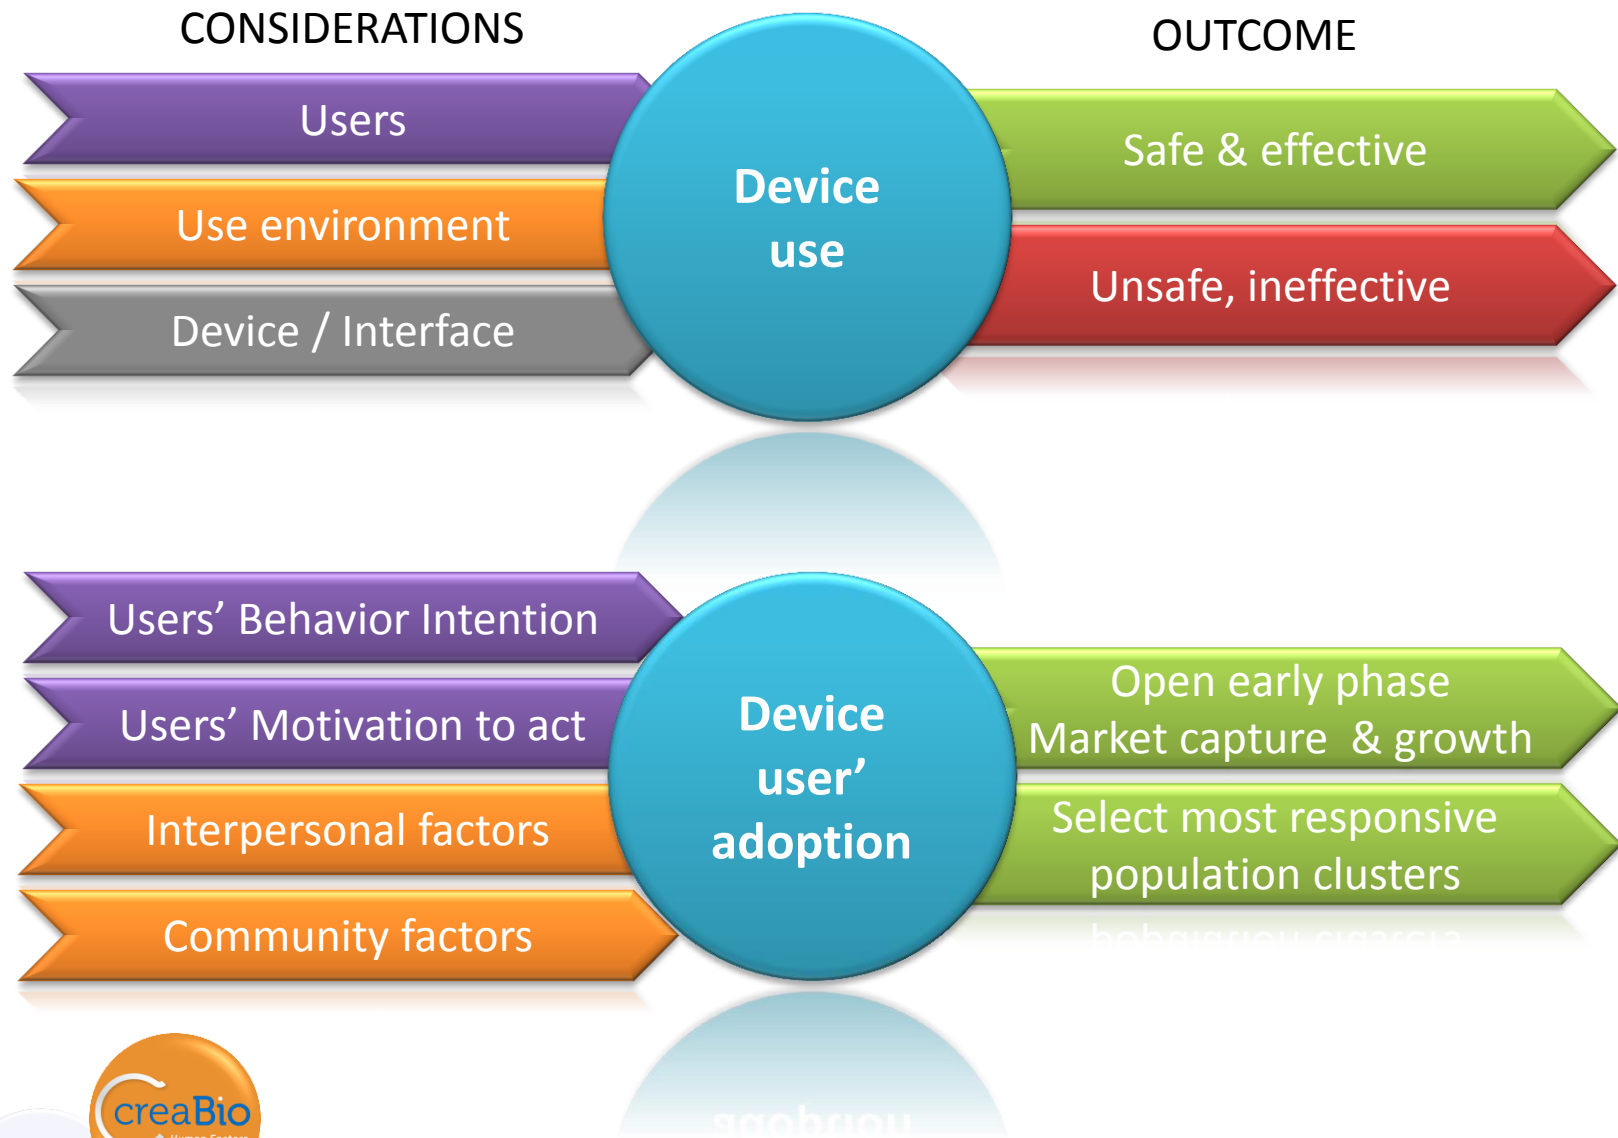 CONSIDERATIONS
OUTCOME
Users
Use environment
Device / Interface
Device
use
Safe & effective
Unsafe, ineffective
Users’ Behavior Intention
Users’ Motivation to act
Interpersonal factors
Community factors
Device
user’
adoption
Open early phase
Market capture & growth
Select most responsive
population clusters
creaBio
Human Factors